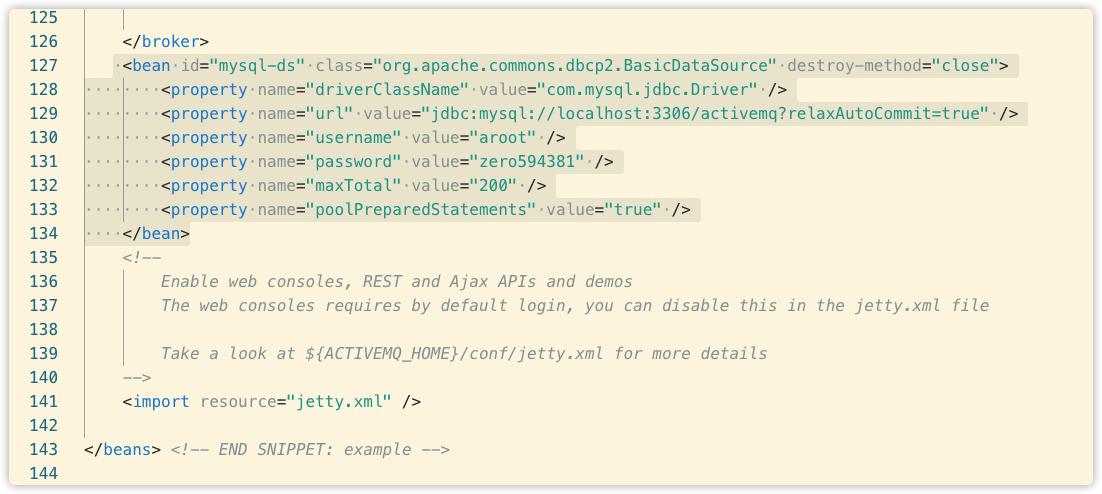 125
126 </broker>
127 <bean id="mysql-ds" class="org.apache.commons.dbcp2.BasicDataSource" destroy-method="close">
128 <property name="driverClassName" value="com.mysql.jdbc.Driver" />
129 <property name="url" value="jdbc:mysql://localhost:3306/activemq?relaxAutoCommit=true" />
130 <property name="username" value="aroot" />
131 <property name="password" value="zero594381" />
132 <property name="maxTotal" value="200" />
133 <property name="poolPreparedStatements" value="true" />
134 </bean>
135 <!--
136 Enable web consoles, REST and Ajax APIs and demos
137 The web consoles requires by default login, you can disable this in the jetty.xml file
138
139 Take a look at ${ACTIVEMQ_HOME}/conf/jetty.xml for more details
140 -->
141 <import resource="jetty.xml" />
142
143 </beans> <!-- END SNIPPET: example -->
144